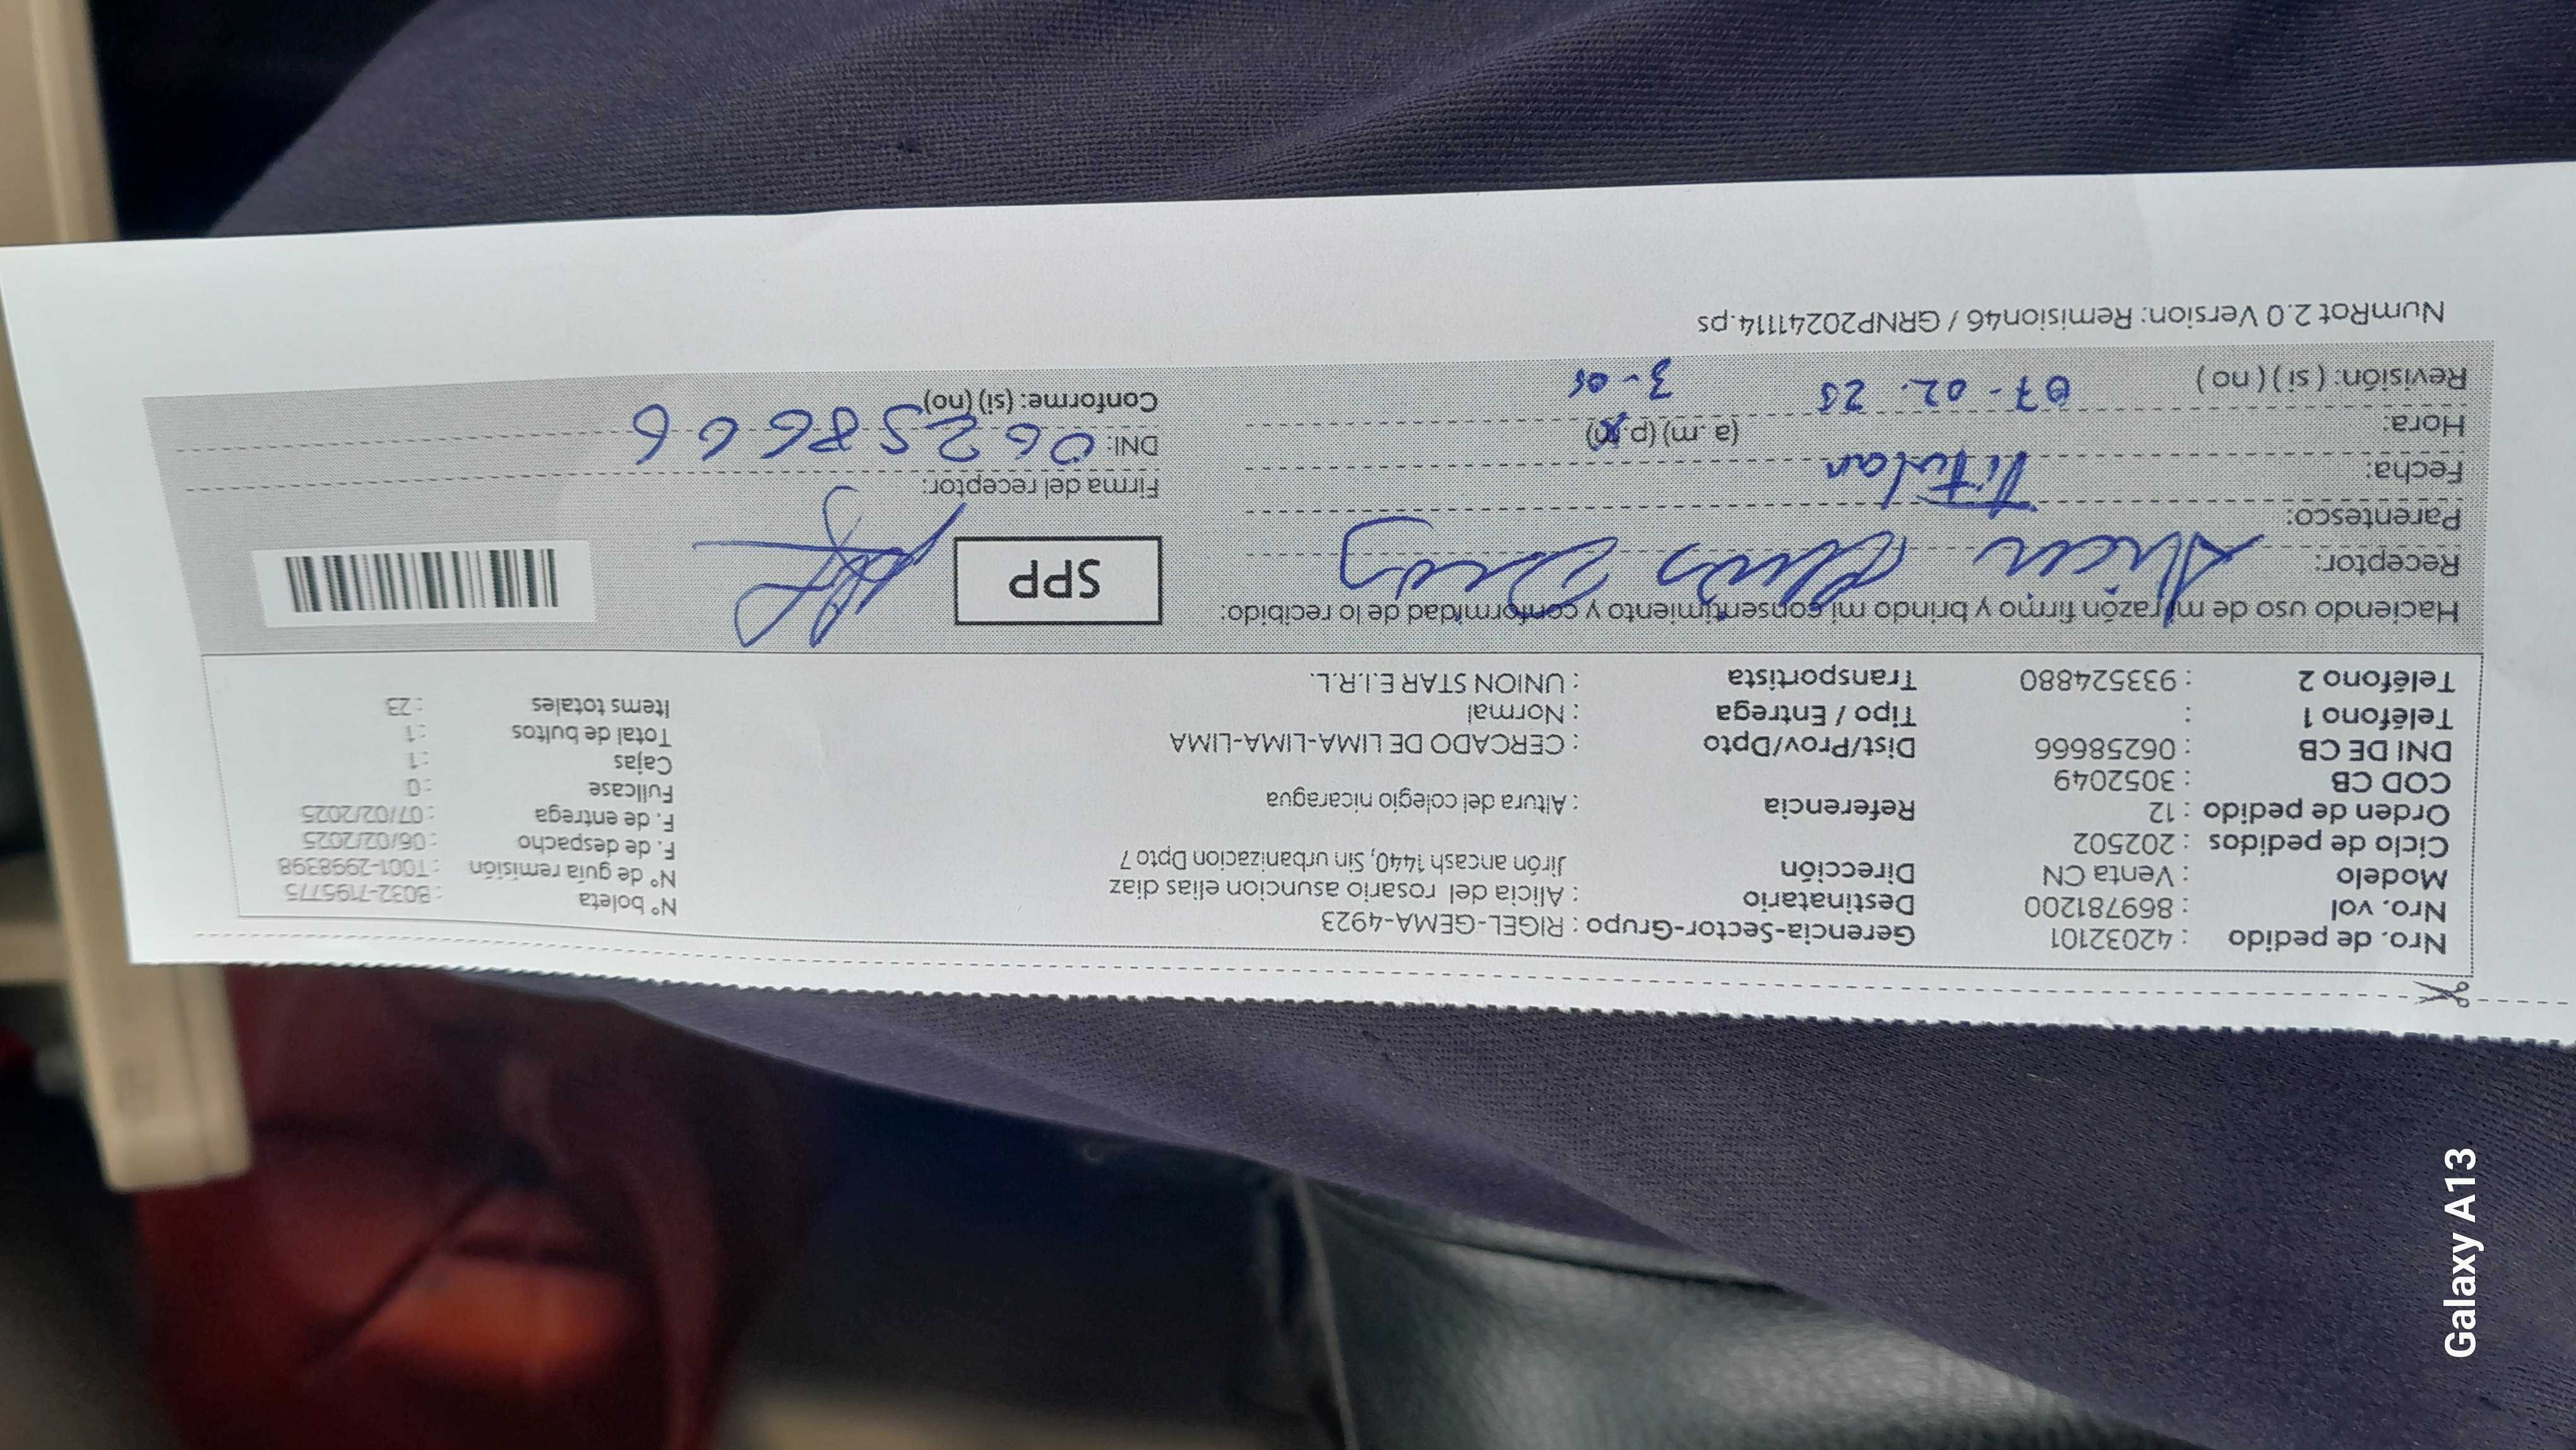 Nro. de pedido : 42032101 Gerencia-Sector-Grupo : RIGEL-GEMA-4923 N° boleta : B032-7195775
Nro. vol : 869781200 Destinatario : Alicia del rosario asuncion elias diaz N° de guía remisión : T001-2998398
Modelo : Venta CN Dirección Jirón ancash 1440, Sin urbanizacion Dpto 7 F. de despacho : 06/02/2025
Ciclo de pedidos : 202502 F. de entrega : 07/02/2025
Orden de pedido : 12 Referencia : Altura del colegio nicaragua Fullcase : 0
COD CB : 3052049 Cajas : 1
DNI DE CB : 06258666 Dist/Prov/Dpto : CERCADO DE LIMA-LIMA-LIMA Total de bultos : 1
Teléfono 1 : Tipo / Entrega : Normal Items totales : 23
Teléfono 2 : 933524880 Transportista : UNION STAR E.I.R.L.
Haciendo uso de mi razón firmo y brindo mi consentimiento y conformidad de lo recibido:
SPP
Receptor: Alicia Elias Diaz
Parentesco: Titular
Firma del receptor:
Fecha:
DNI: 06258666
Hora: (a .m) (p.m)
07-02.25 3-05
Conforme: (si) (no)
Revisión: ( si ) ( no )
NumRot 2.0 Version: Remision46 / GRNP20241114.ps
Galaxy A13